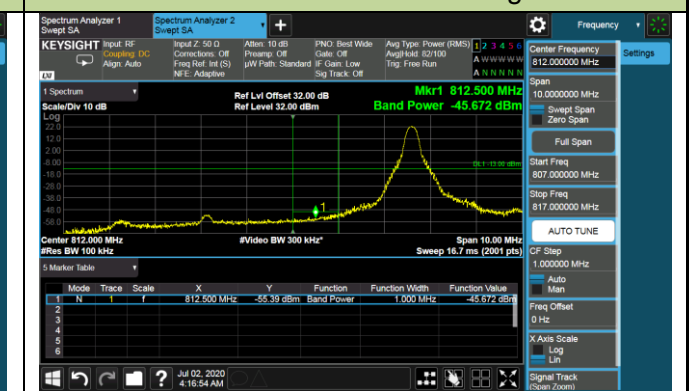 Spectrum Analyzer 1
Swept SA
Spectrum Analyzer 2
Swept SA
Frequency
KEYSIGHT
Input: RF
Coupling: DC
Align: Auto
Input Z: 50 Ω
Corrections: Off
Freq Ref: Int (S)
NFE: Adaptive
Atten: 10 dB
Preamp: Off
µW Path: Standard
PNO: Best Wide
Gate: Off
IF Gain: Low
Sig Track: Off
Avg Type: Power (RMS)
Avg|Hold: 82/100
Trig: Free Run
1 2 3 4 5 6
A W W W W W
A N N N N N
LXI
1 Spectrum
Scale/Div 10 dB
Log
Ref Lvl Offset 32.00 dB
Ref Level 32.00 dBm
Mkr1 812.500 MHz
Band Power -45.672 dBm
22.0
12.0
2.00
-8.00
-18.0
-28.0
-38.0
-48.0
-58.0
DL1 -13.00 dBm
1
Center 812.000 MHz
#Res BW 100 kHz
#Video BW 300 kHz*
Span 10.00 MHz
Sweep 16.7 ms (2001 pts)
5 Marker Table
Mode Trace Scale X Y Function Function Width Function Value
1 N 1 f 812.500 MHz -55.39 dBm Band Power 1.000 MHz -45.672 dBm
2
3
4
5
6
Jul 02, 2020
4:16:54 AM
Center Frequency
812.000000 MHz
Settings
Span
10.0000000 MHz
Swept Span
Zero Span
Full Span
Start Freq
807.000000 MHz
Stop Freq
817.000000 MHz
AUTO TUNE
CF Step
1.000000 MHz
Auto
Man
Freq Offset
0 Hz
X Axis Scale
Log
Lin
Signal Track
(Span Zoom)